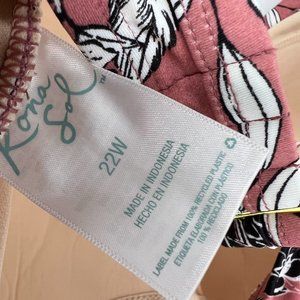 Kona
Sol™
22W
MADE IN INDONESIA
HECHO EN INDONESIA
LABEL MADE FROM 100% RECYCLED PLASTIC
ETIQUETA ELABORADA CON PLÁSTICO
100 % RECICLADO